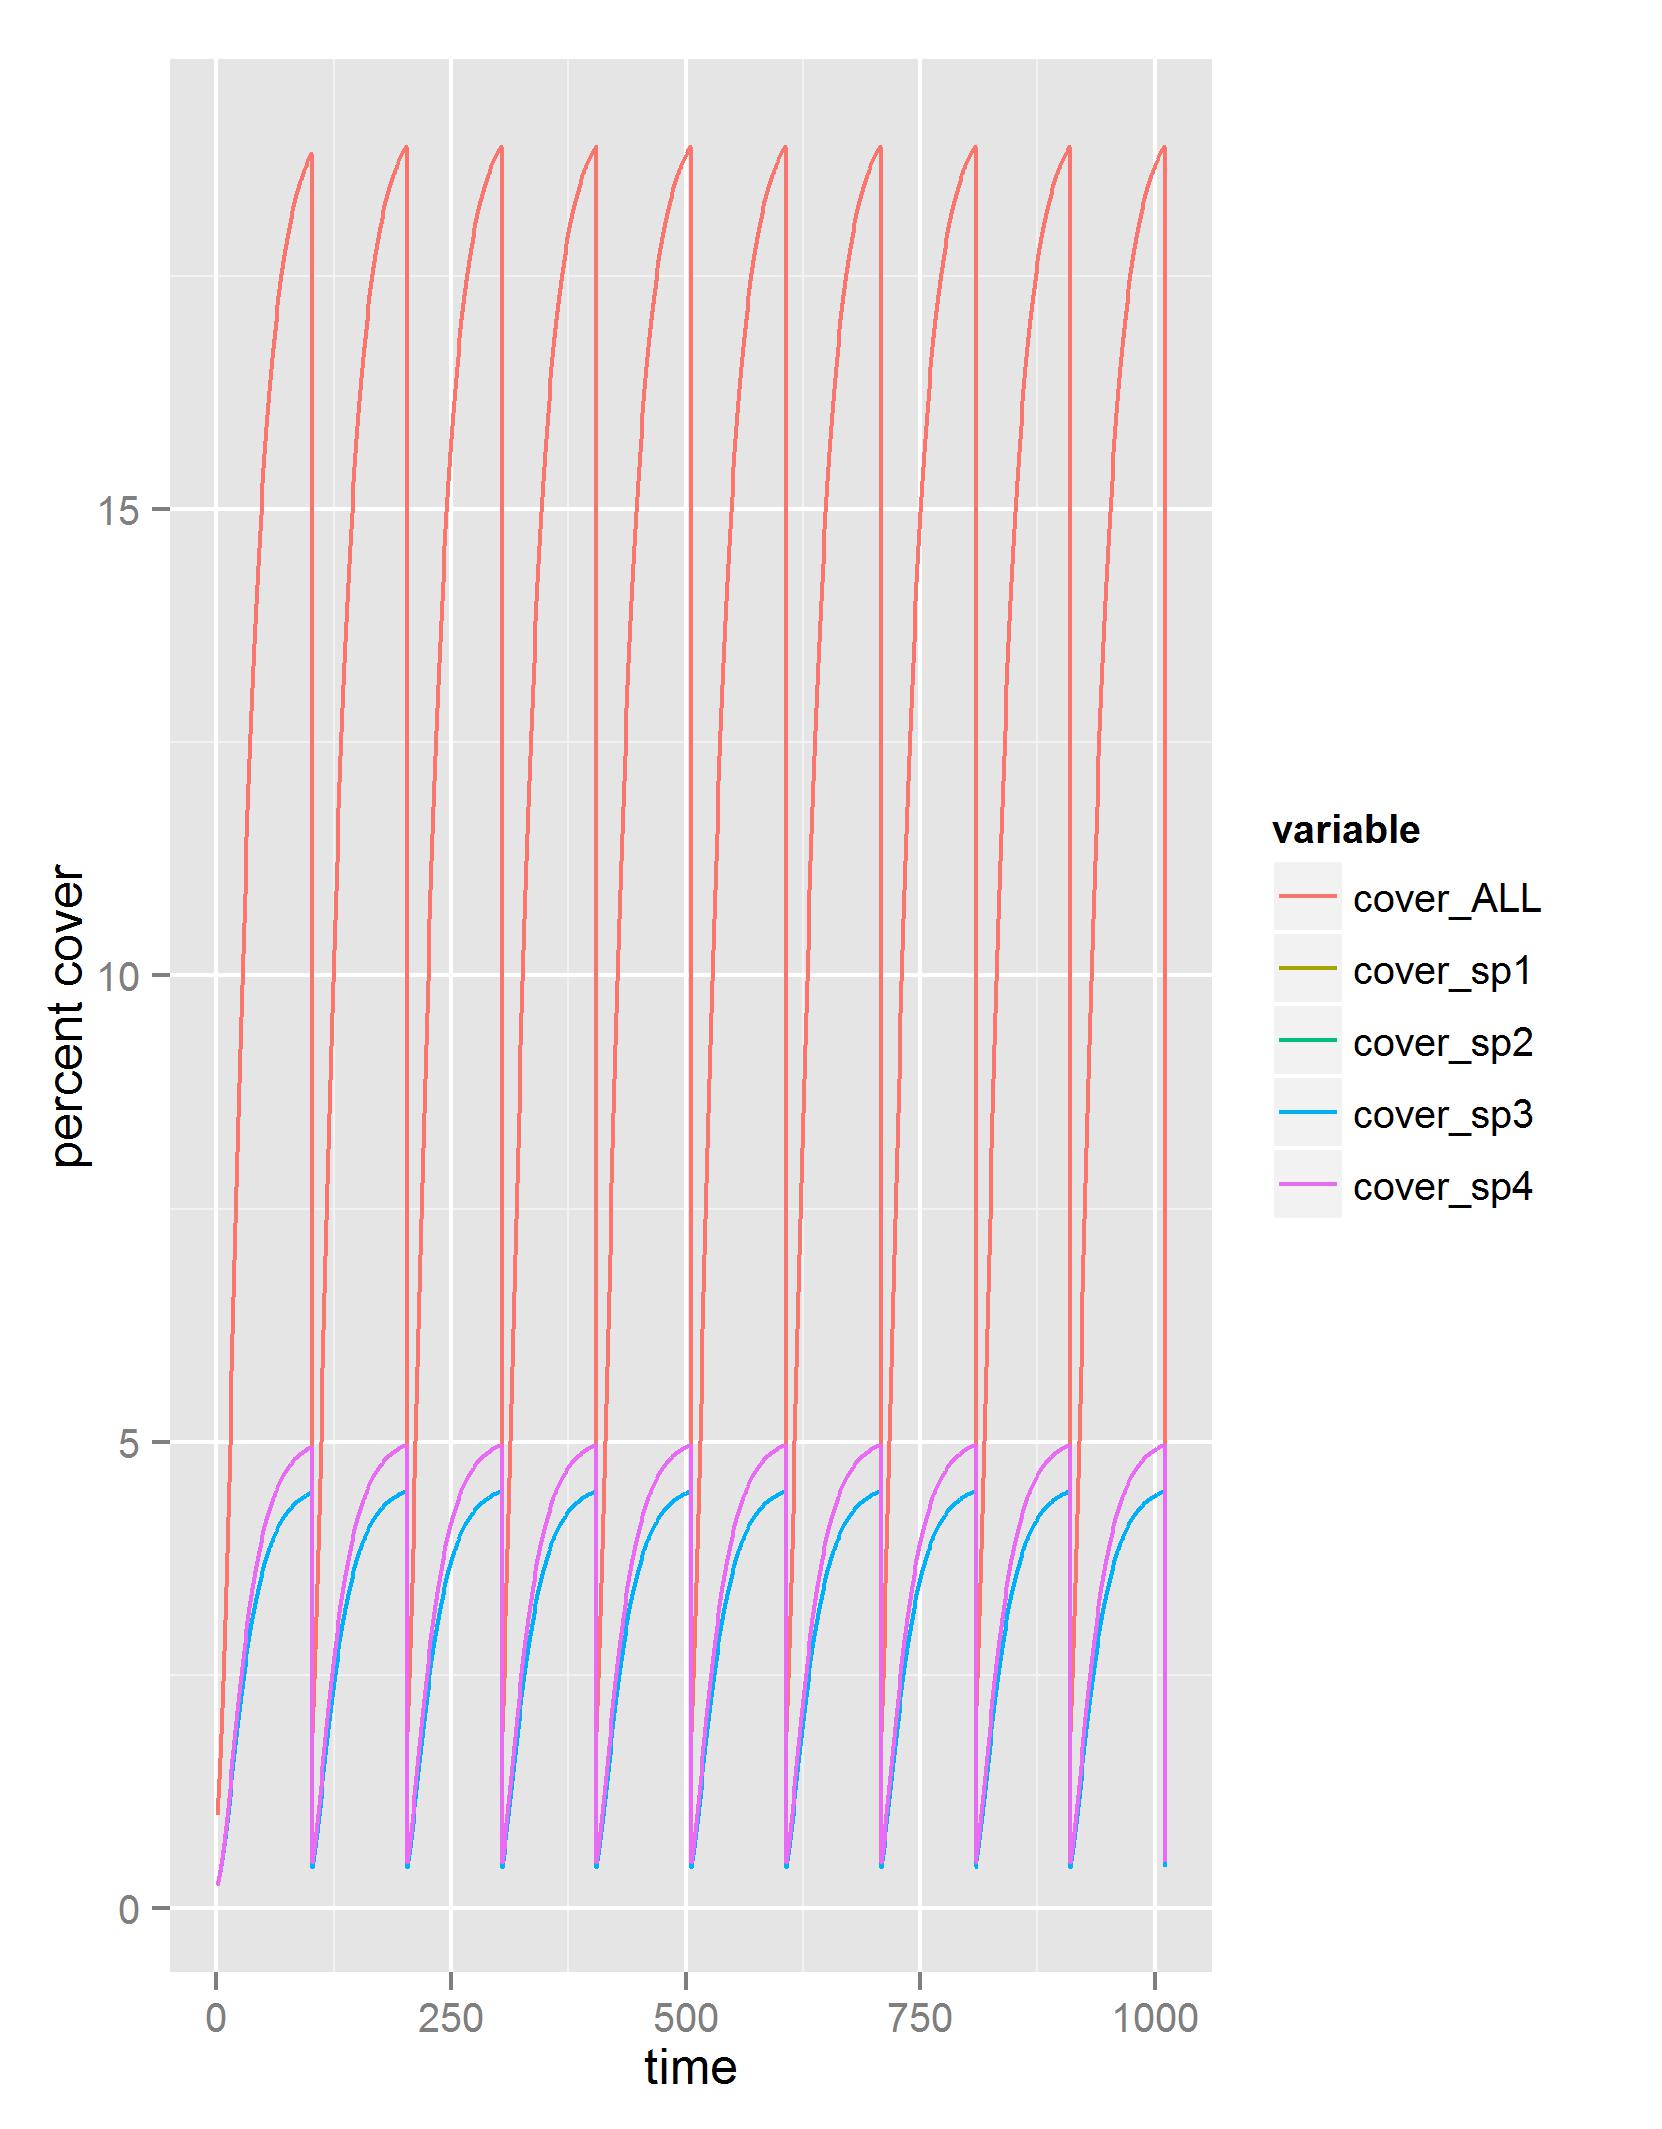 percent cover
15
10
5
0
0 250 500 750 1000
time
variable
cover_ALL
cover_sp1
cover_sp2
cover_sp3
cover_sp4